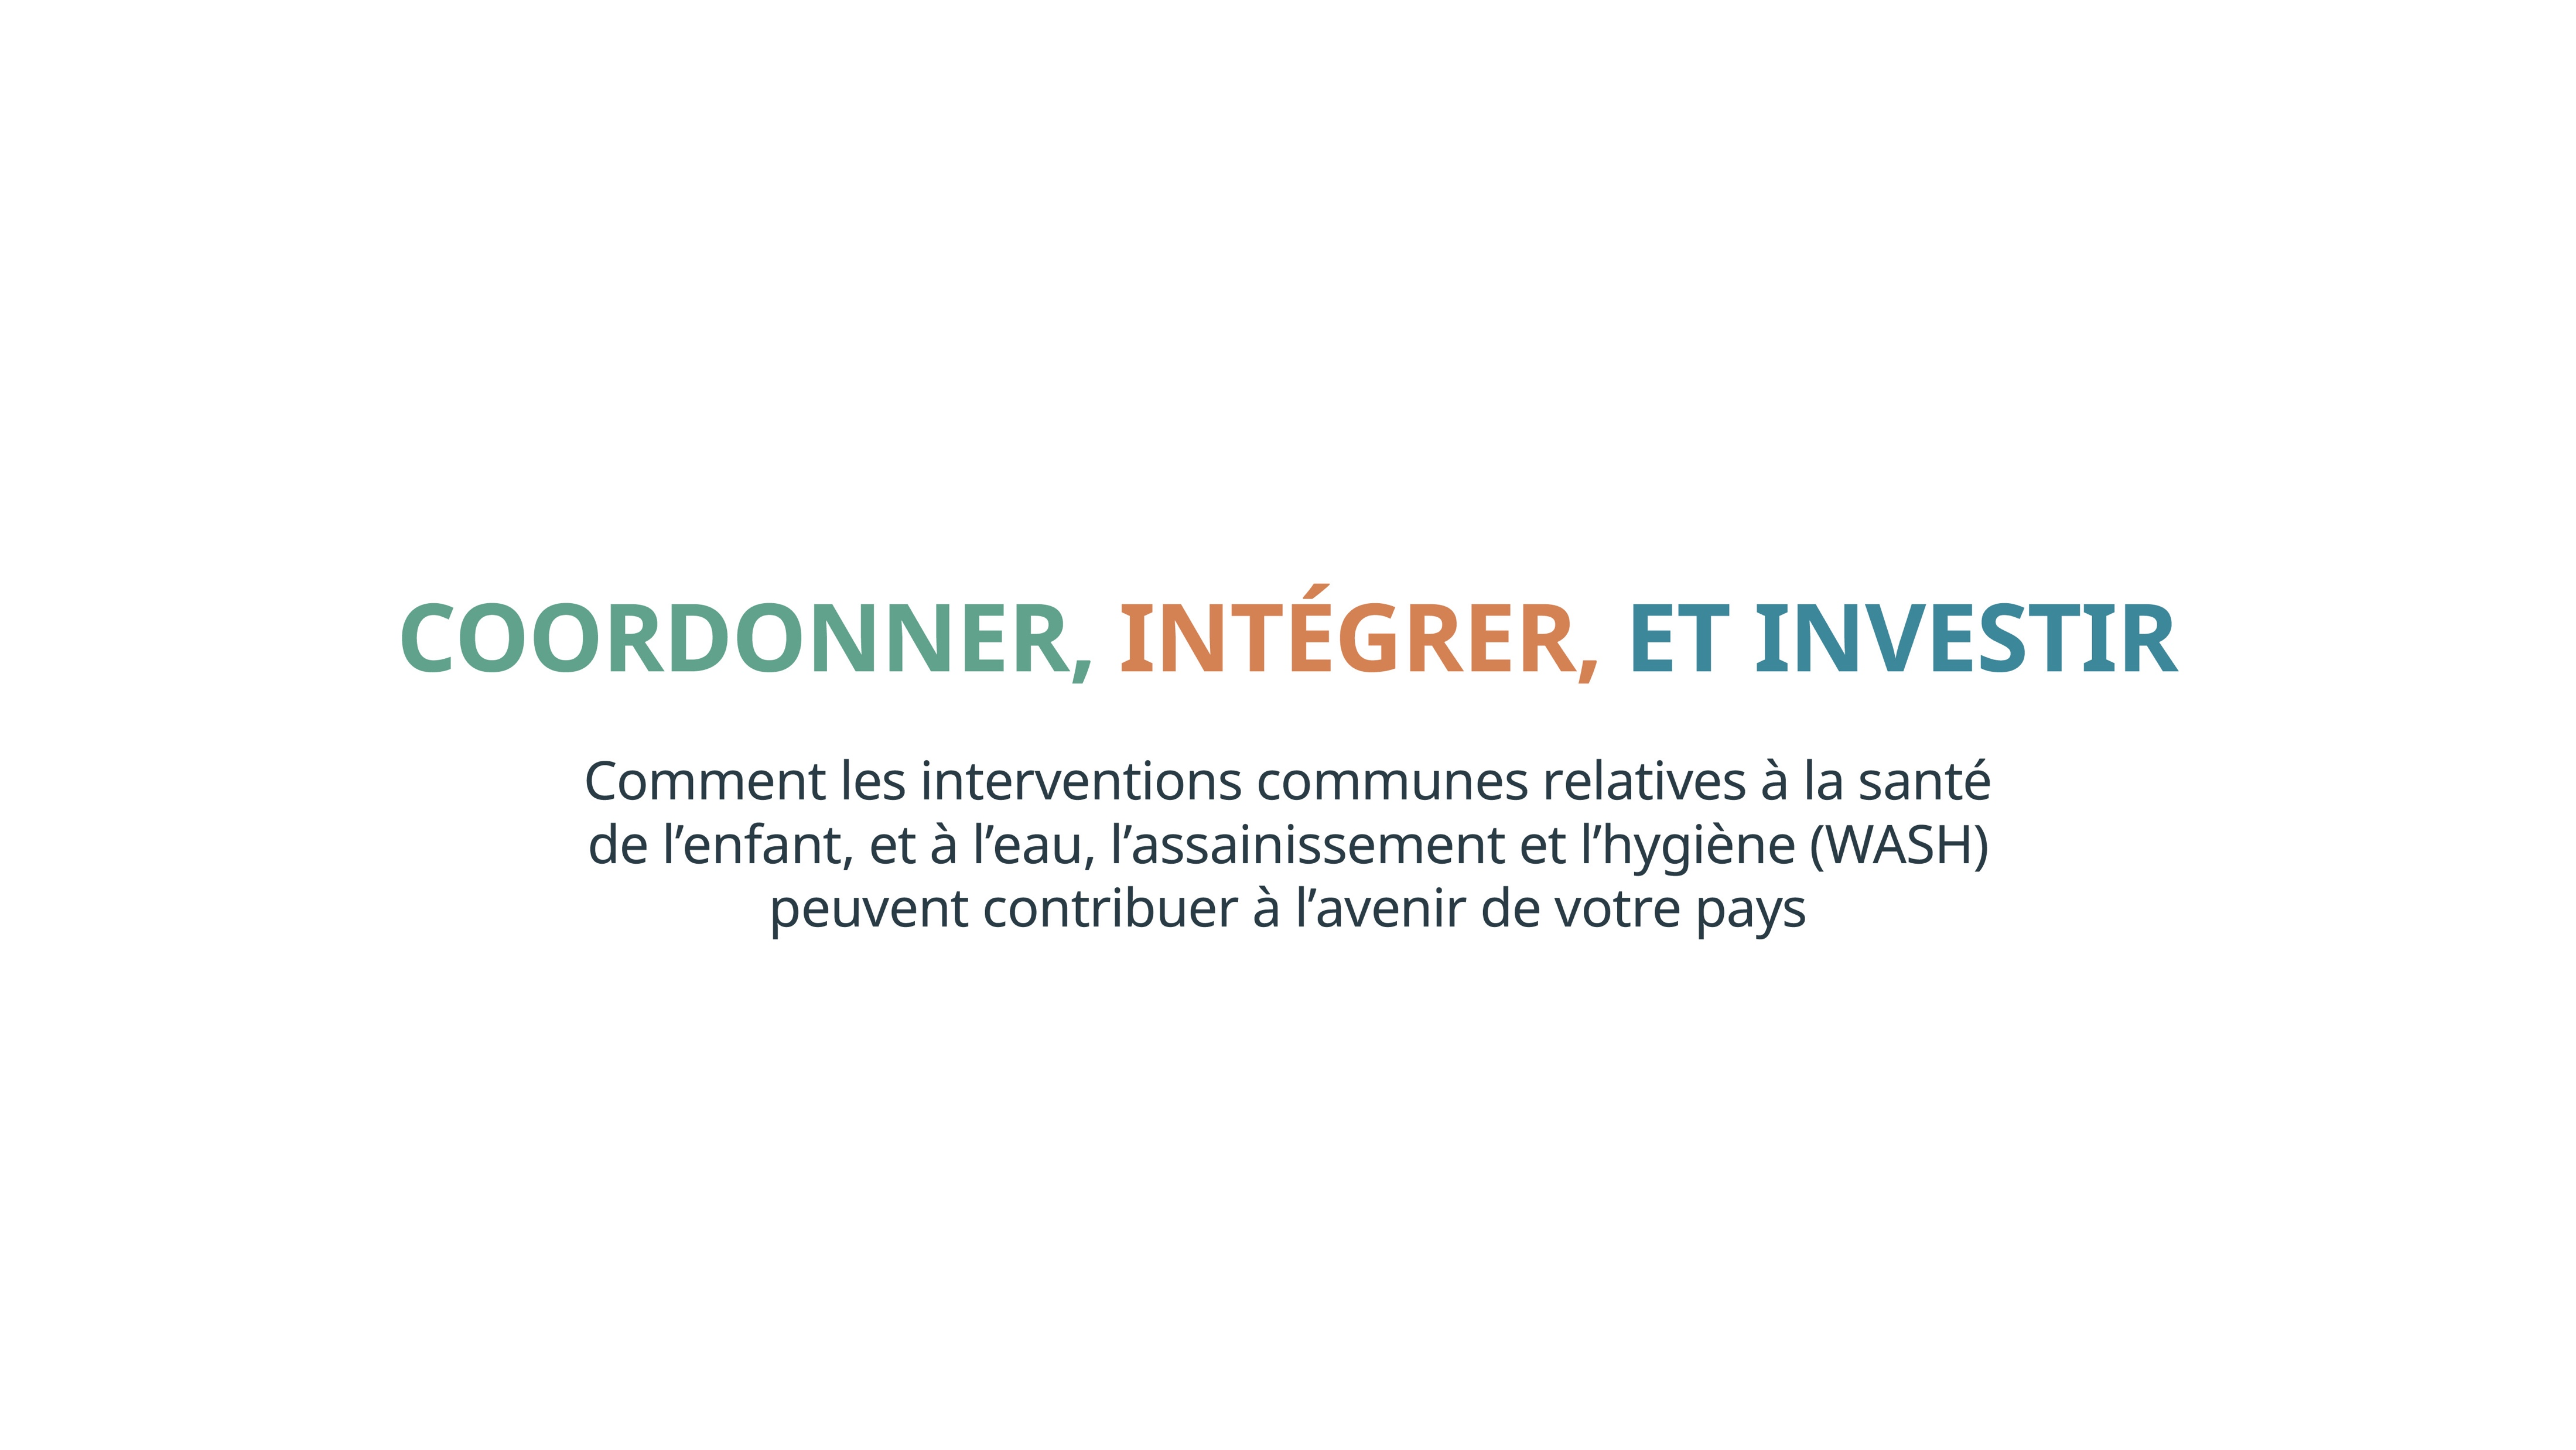 COORDONNER, INTÉGRER, ET INVESTIR
Comment les interventions communes relatives à la santé
de l’enfant, et à l’eau, l’assainissement et l’hygiène (WASH)
peuvent contribuer à l’avenir de votre pays